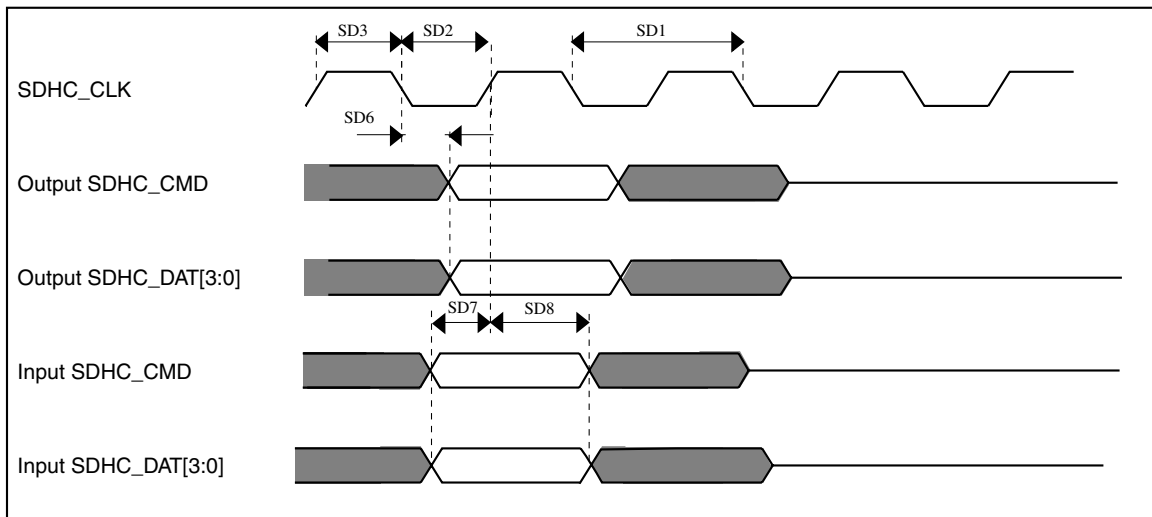 SD3 SD2 SD1
SDHC_CLK
SD6
Output SDHC_CMD
Output SDHC_DAT[3:0]
SD7 SD8
Input SDHC_CMD
Input SDHC_DAT[3:0]